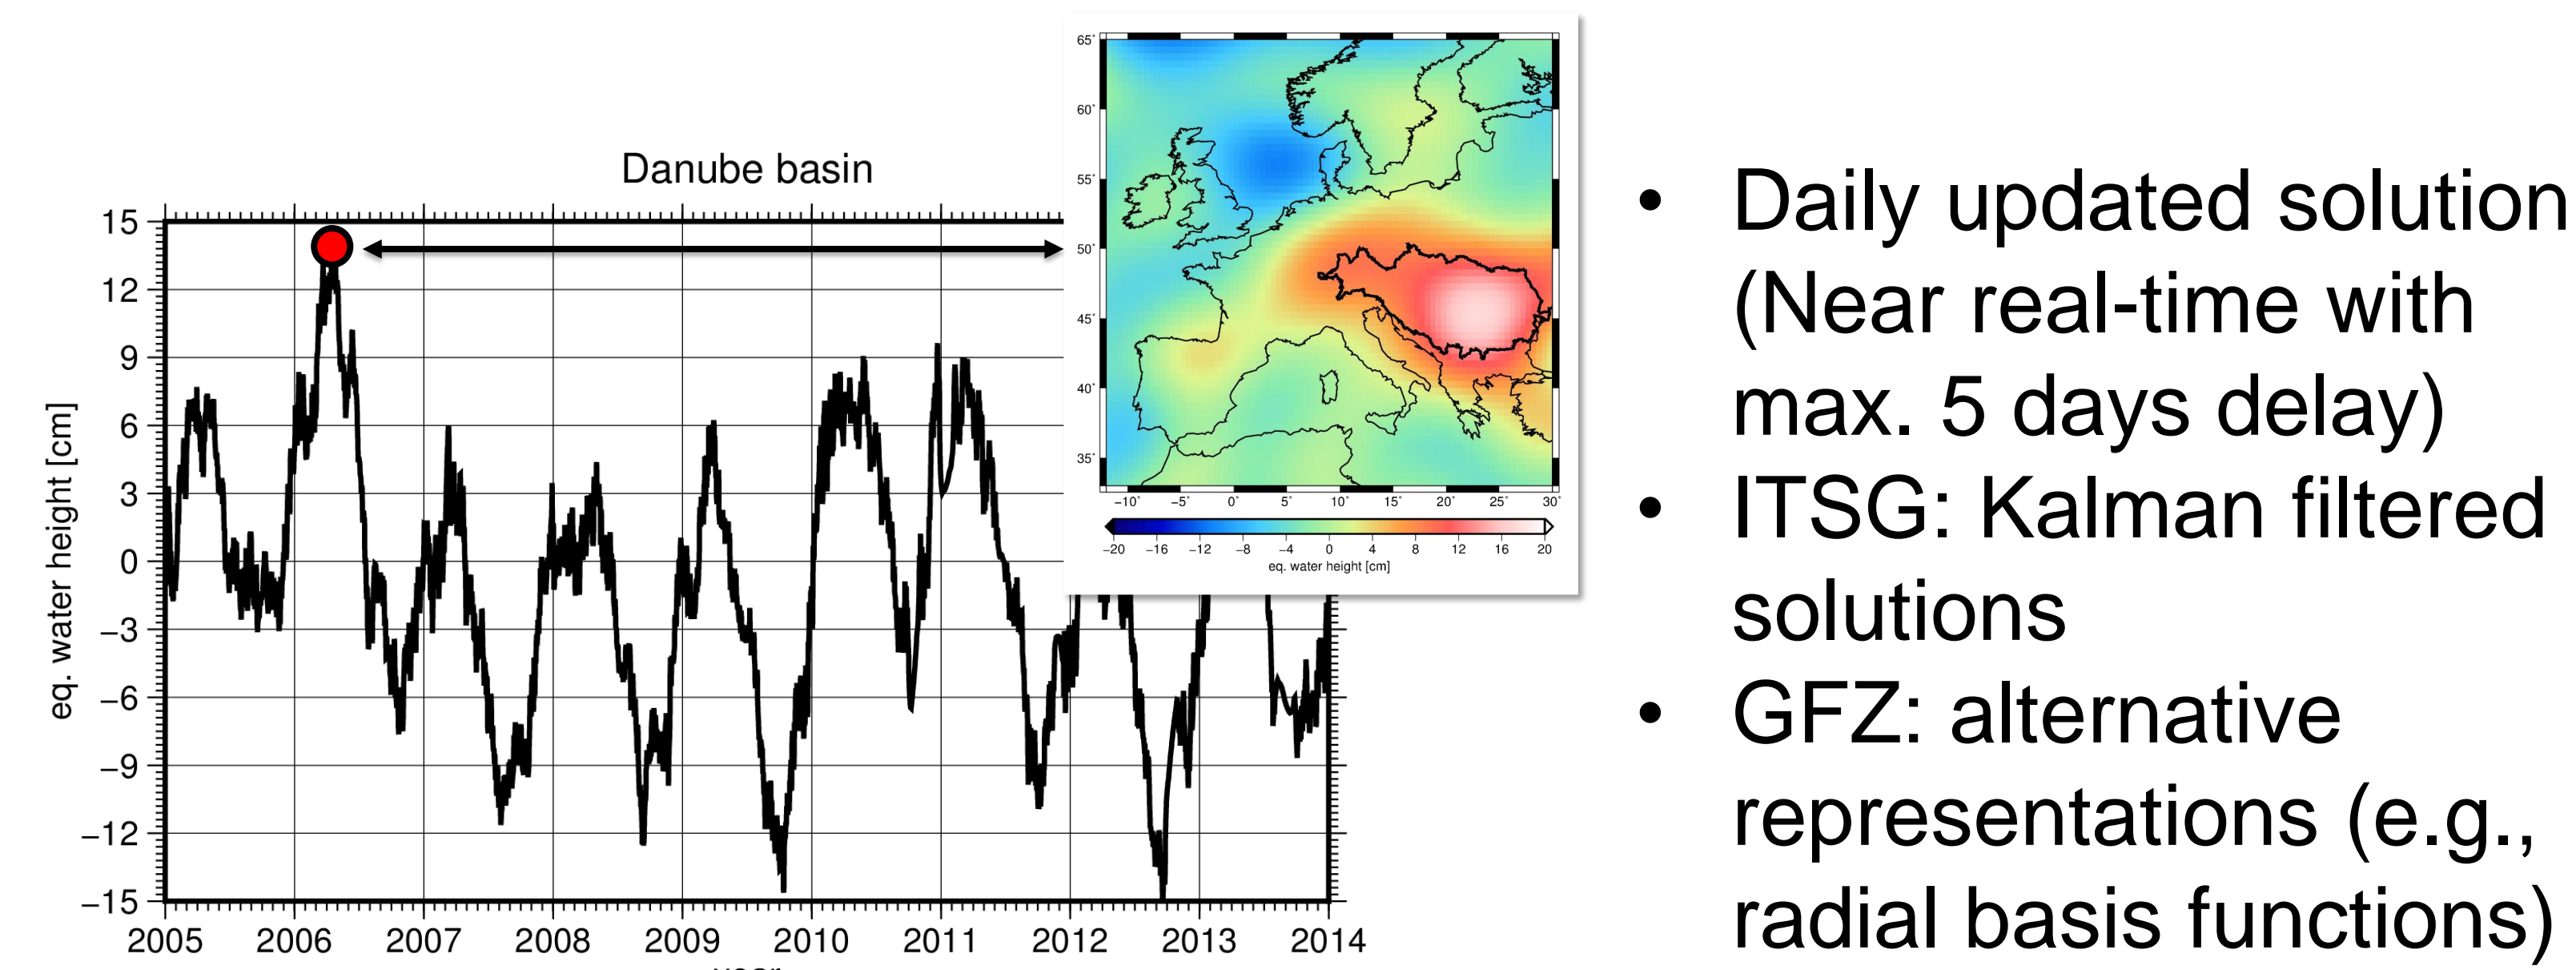 Danube basin
15
12
9
6
3
0
−3
−6
−9
−12
−15
eq. water height [cm]
2005 2006 2007 2008 2009 2010 2011 2012 2013 2014
year
65°
60°
55°
50°
45°
40°
35°
−10° −5° 0° 5° 10° 15° 20° 25° 30°
−20 −16 −12 −8 −4 0 4 8 12 16 20
eq. water height [cm]
• Daily updated solution
(Near real-time with
max. 5 days delay)
• ITSG: Kalman filtered
solutions
• GFZ: alternative
representations (e.g.,
radial basis functions)